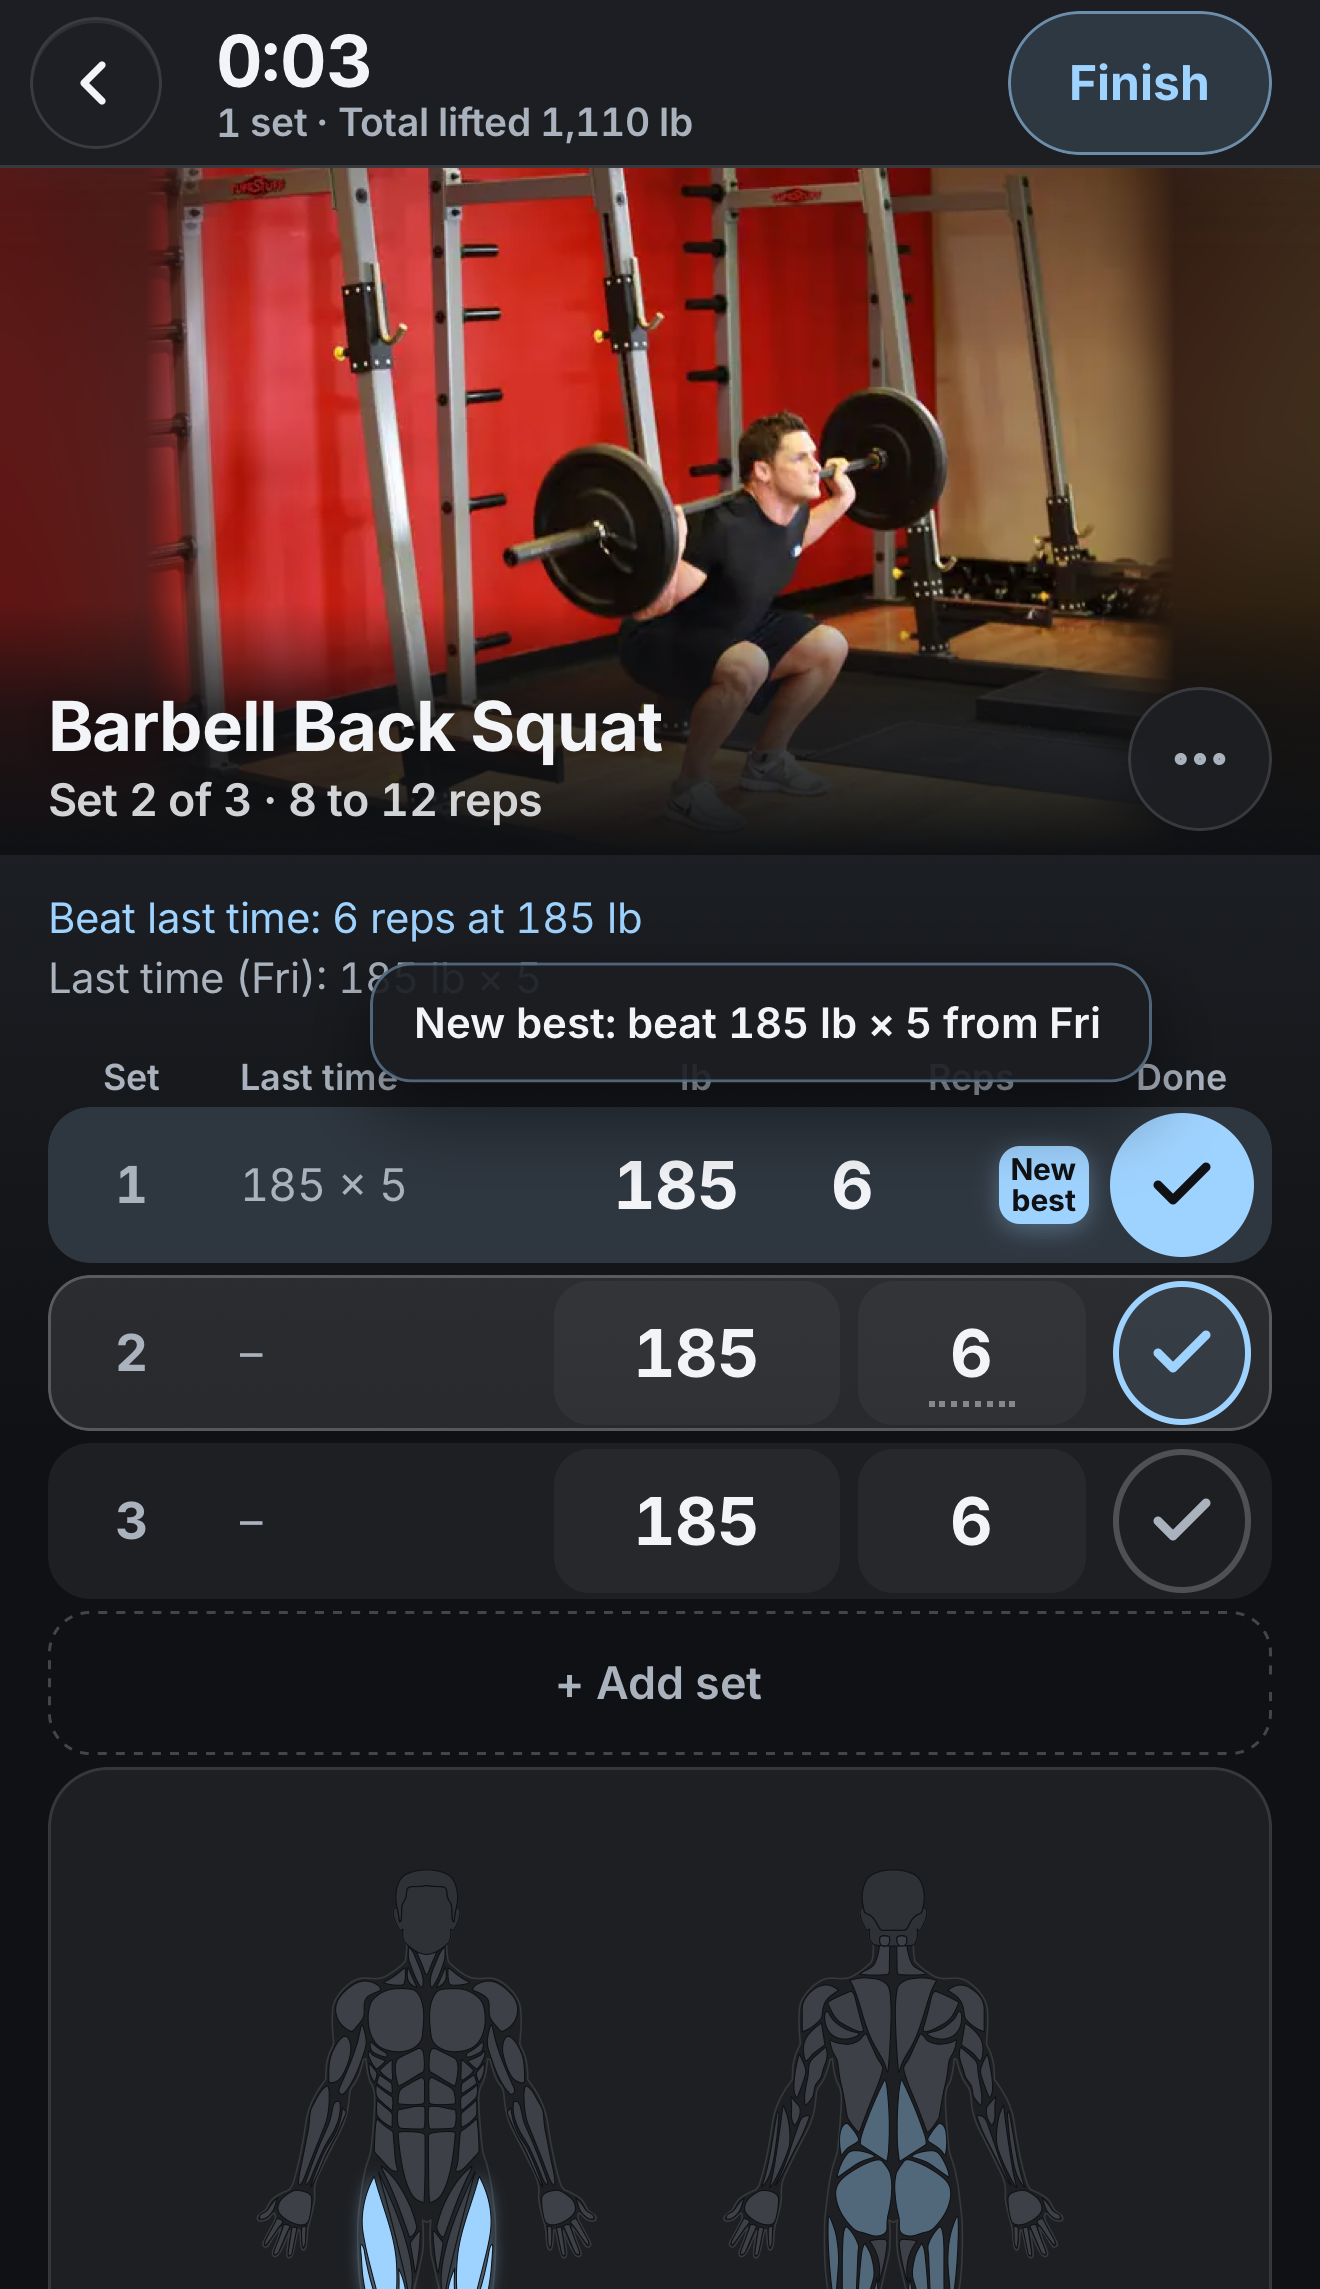 0:03
1 set · Total lifted 1,110 lb
Finish
Barbell Back Squat
Set 2 of 3 · 8 to 12 reps
Beat last time: 6 reps at 185 lb
Last time (Fri): 185 lb × 5
New best: beat 185 lb × 5 from Fri
Set Last time lb Reps Done
1 185 × 5 185 6 New best
2 – 185 6
3 – 185 6
+ Add set